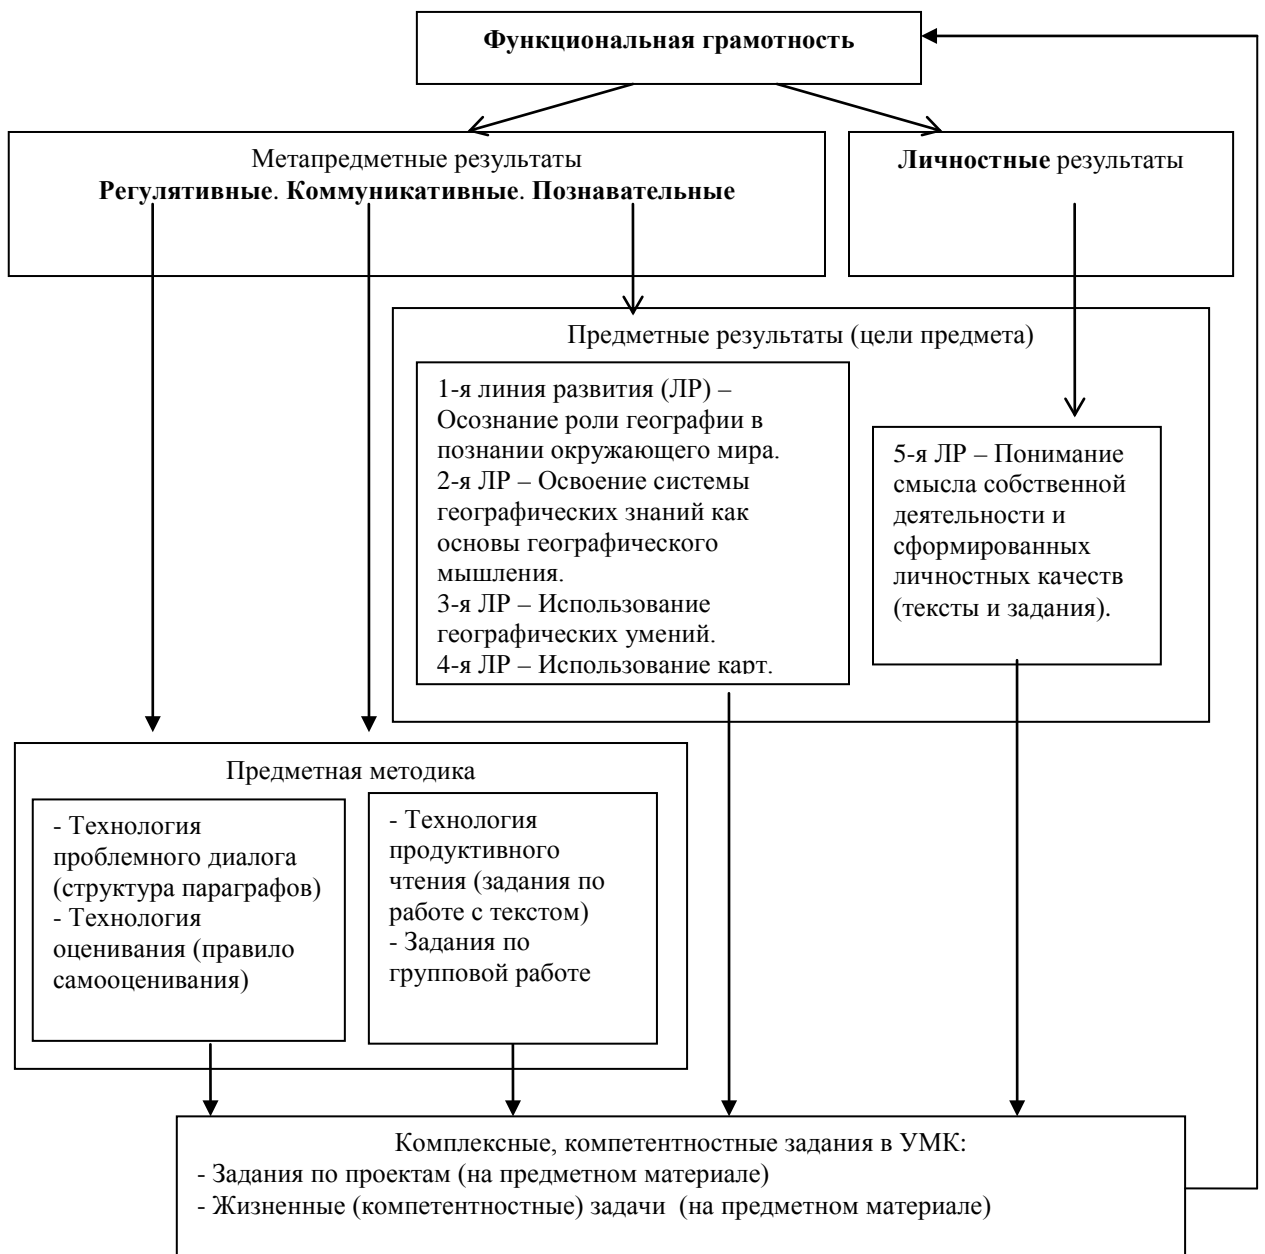 Функциональная грамотность
Метапредметные результаты
Регулятивные. Коммуникативные. Познавательные
Личностные результаты
Предметные результаты (цели предмета)
1-я линия развития (ЛР) –
Осознание роли географии в
познании окружающего мира.
2-я ЛР – Освоение системы
географических знаний как
основы географического
мышления.
3-я ЛР – Использование
географических умений.
4-я ЛР – Использование карт.
5-я ЛР – Понимание
смысла собственной
деятельности и
сформированных
личностных качеств
(тексты и задания).
Предметная методика
- Технология
проблемного диалога
(структура параграфов)
- Технология
оценивания (правило
самооценивания)
- Технология
продуктивного
чтения (задания по
работе с текстом)
- Задания по
групповой работе
Комплексные, компетентностные задания в УМК:
- Задания по проектам (на предметном материале)
- Жизненные (компетентностные) задачи (на предметном материале)